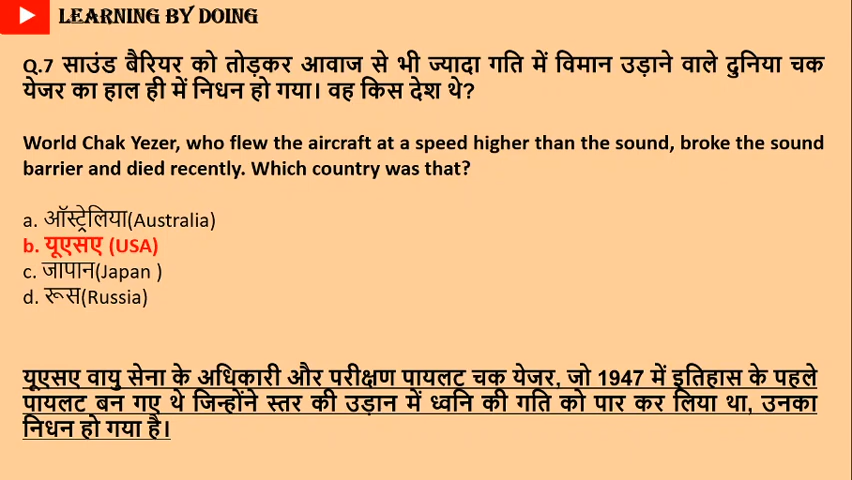 LEARNING BY DOING
Q.7 साउंड बैरियर को तोड़कर आवाज से भी ज्यादा गति में विमान उड़ाने वाले दुनिया चक
येजर का हाल ही में निधन हो गया। वह किस देश थे?
World Chak Yezer, who flew the aircraft at a speed higher than the sound, broke the sound
barrier and died recently. Which country was that?
a. ऑस्ट्रेलिया(Australia)
b. यूएसए (USA)
c. जापान(Japan )
d. रूस(Russia)
यूएसए वायु सेना के अधिकारी और परीक्षण पायलट चक येजर, जो 1947 में इतिहास के पहले
पायलट बन गए थे जिन्होंने स्तर की उड़ान में ध्वनि की गति को पार कर लिया था, उनका
निधन हो गया है।